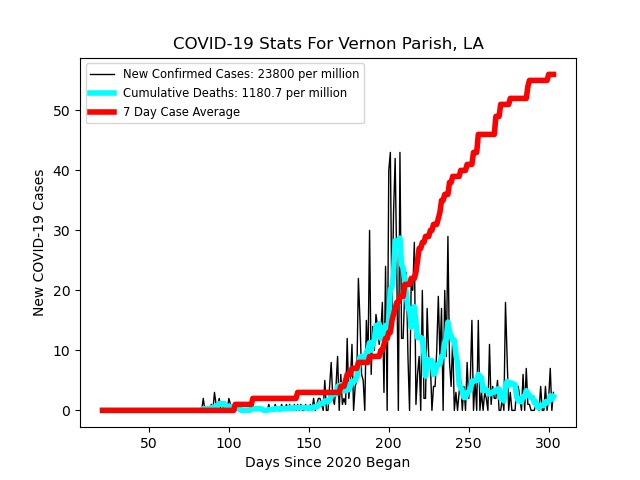 COVID-19 Stats For Vernon Parish, LA
New Confirmed Cases: 23800 per million
Cumulative Deaths: 1180.7 per million
7 Day Case Average
New COVID-19 Cases
50
40
30
20
10
0
50 100 150 200 250 300
Days Since 2020 Began